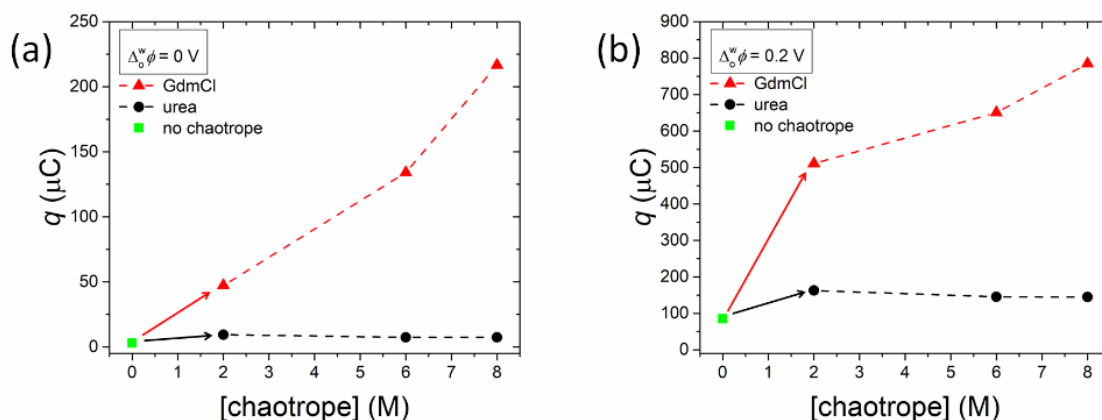 (a)
Δ_o^w ϕ = 0 V
GdmCl
urea
no chaotrope
q (μC)
250
200
150
100
50
0
0 1 2 3 4 5 6 7 8
[chaotrope] (M)
(b)
Δ_o^w ϕ = 0.2 V
GdmCl
urea
no chaotrope
q (μC)
900
800
700
600
500
400
300
200
100
0
0 1 2 3 4 5 6 7 8
[chaotrope] (M)